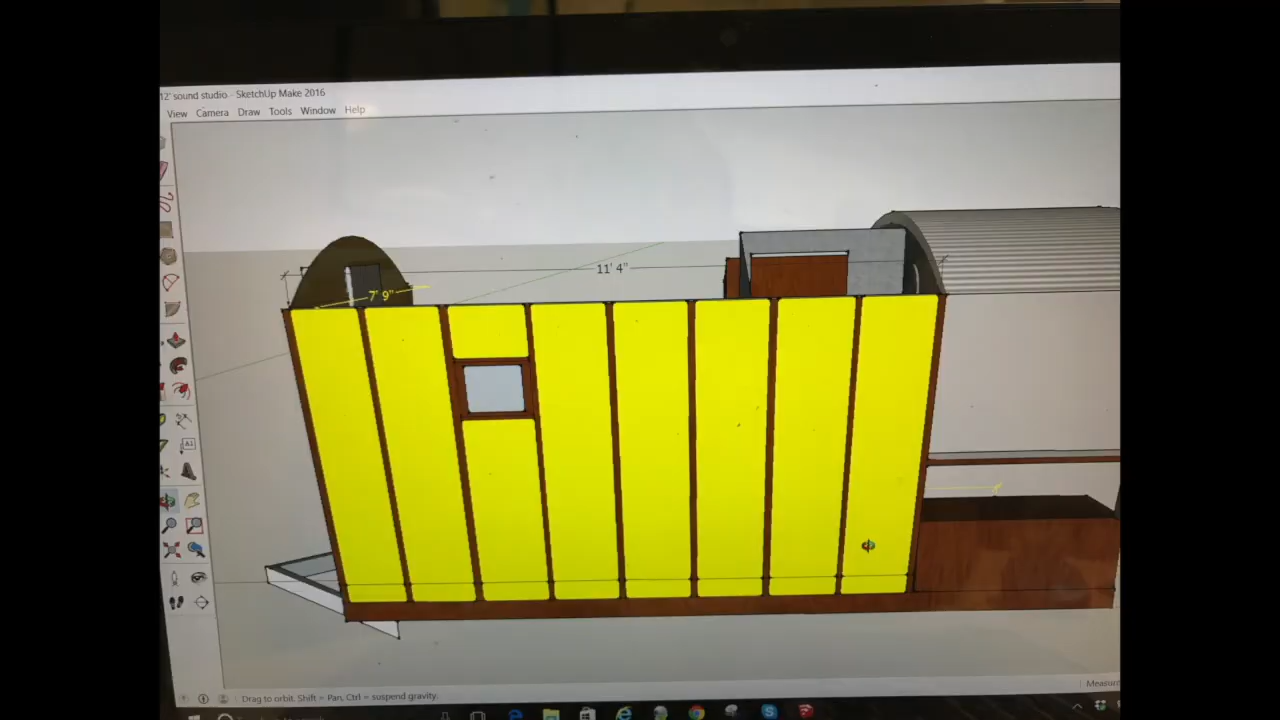 12' sound studio - SketchUp Make 2016
View Camera Draw Tools Window Help
11' 4"
7' 9"
A1
Drag to orbit. Shift = Pan, Ctrl = suspend gravity.
Measure